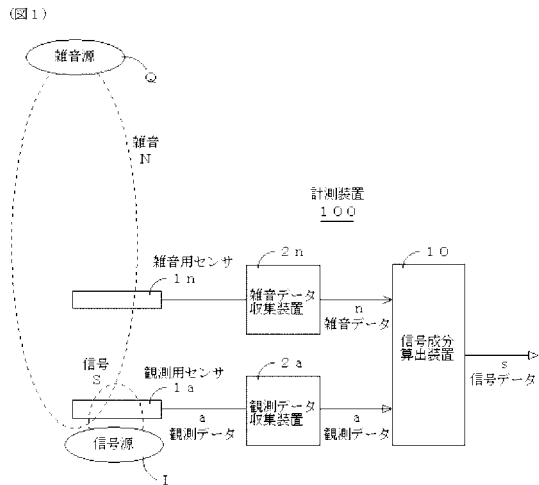 (図1)
雑音源
Q
雑音
N
計測装置
100
雑音用センサ
1n
2n
10
雑音データ
収集装置
n
雑音データ
信号成分
算出装置
s
信号データ
信号
S
観測用センサ
1a
2a
a
観測データ
観測データ
収集装置
a
観測データ
信号源
I